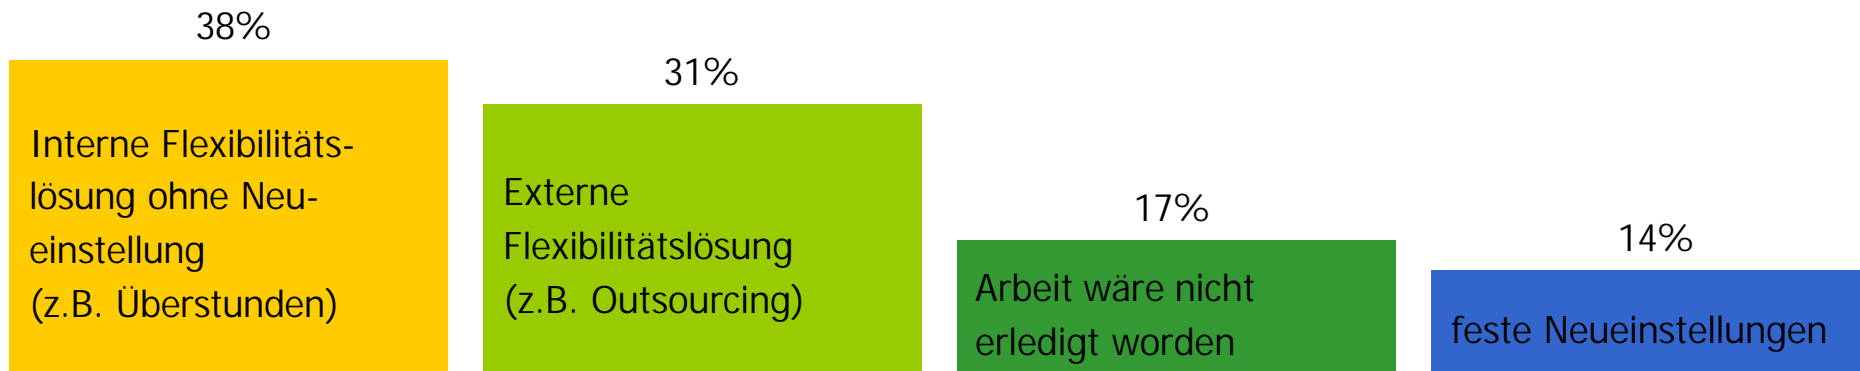 38%
Interne Flexibilitäts-
lösung ohne Neu-
einstellung
(z.B. Überstunden)
31%
Externe
Flexibilitätslösung
(z.B. Outsourcing)
17%
Arbeit wäre nicht
erledigt worden
14%
feste Neueinstellungen